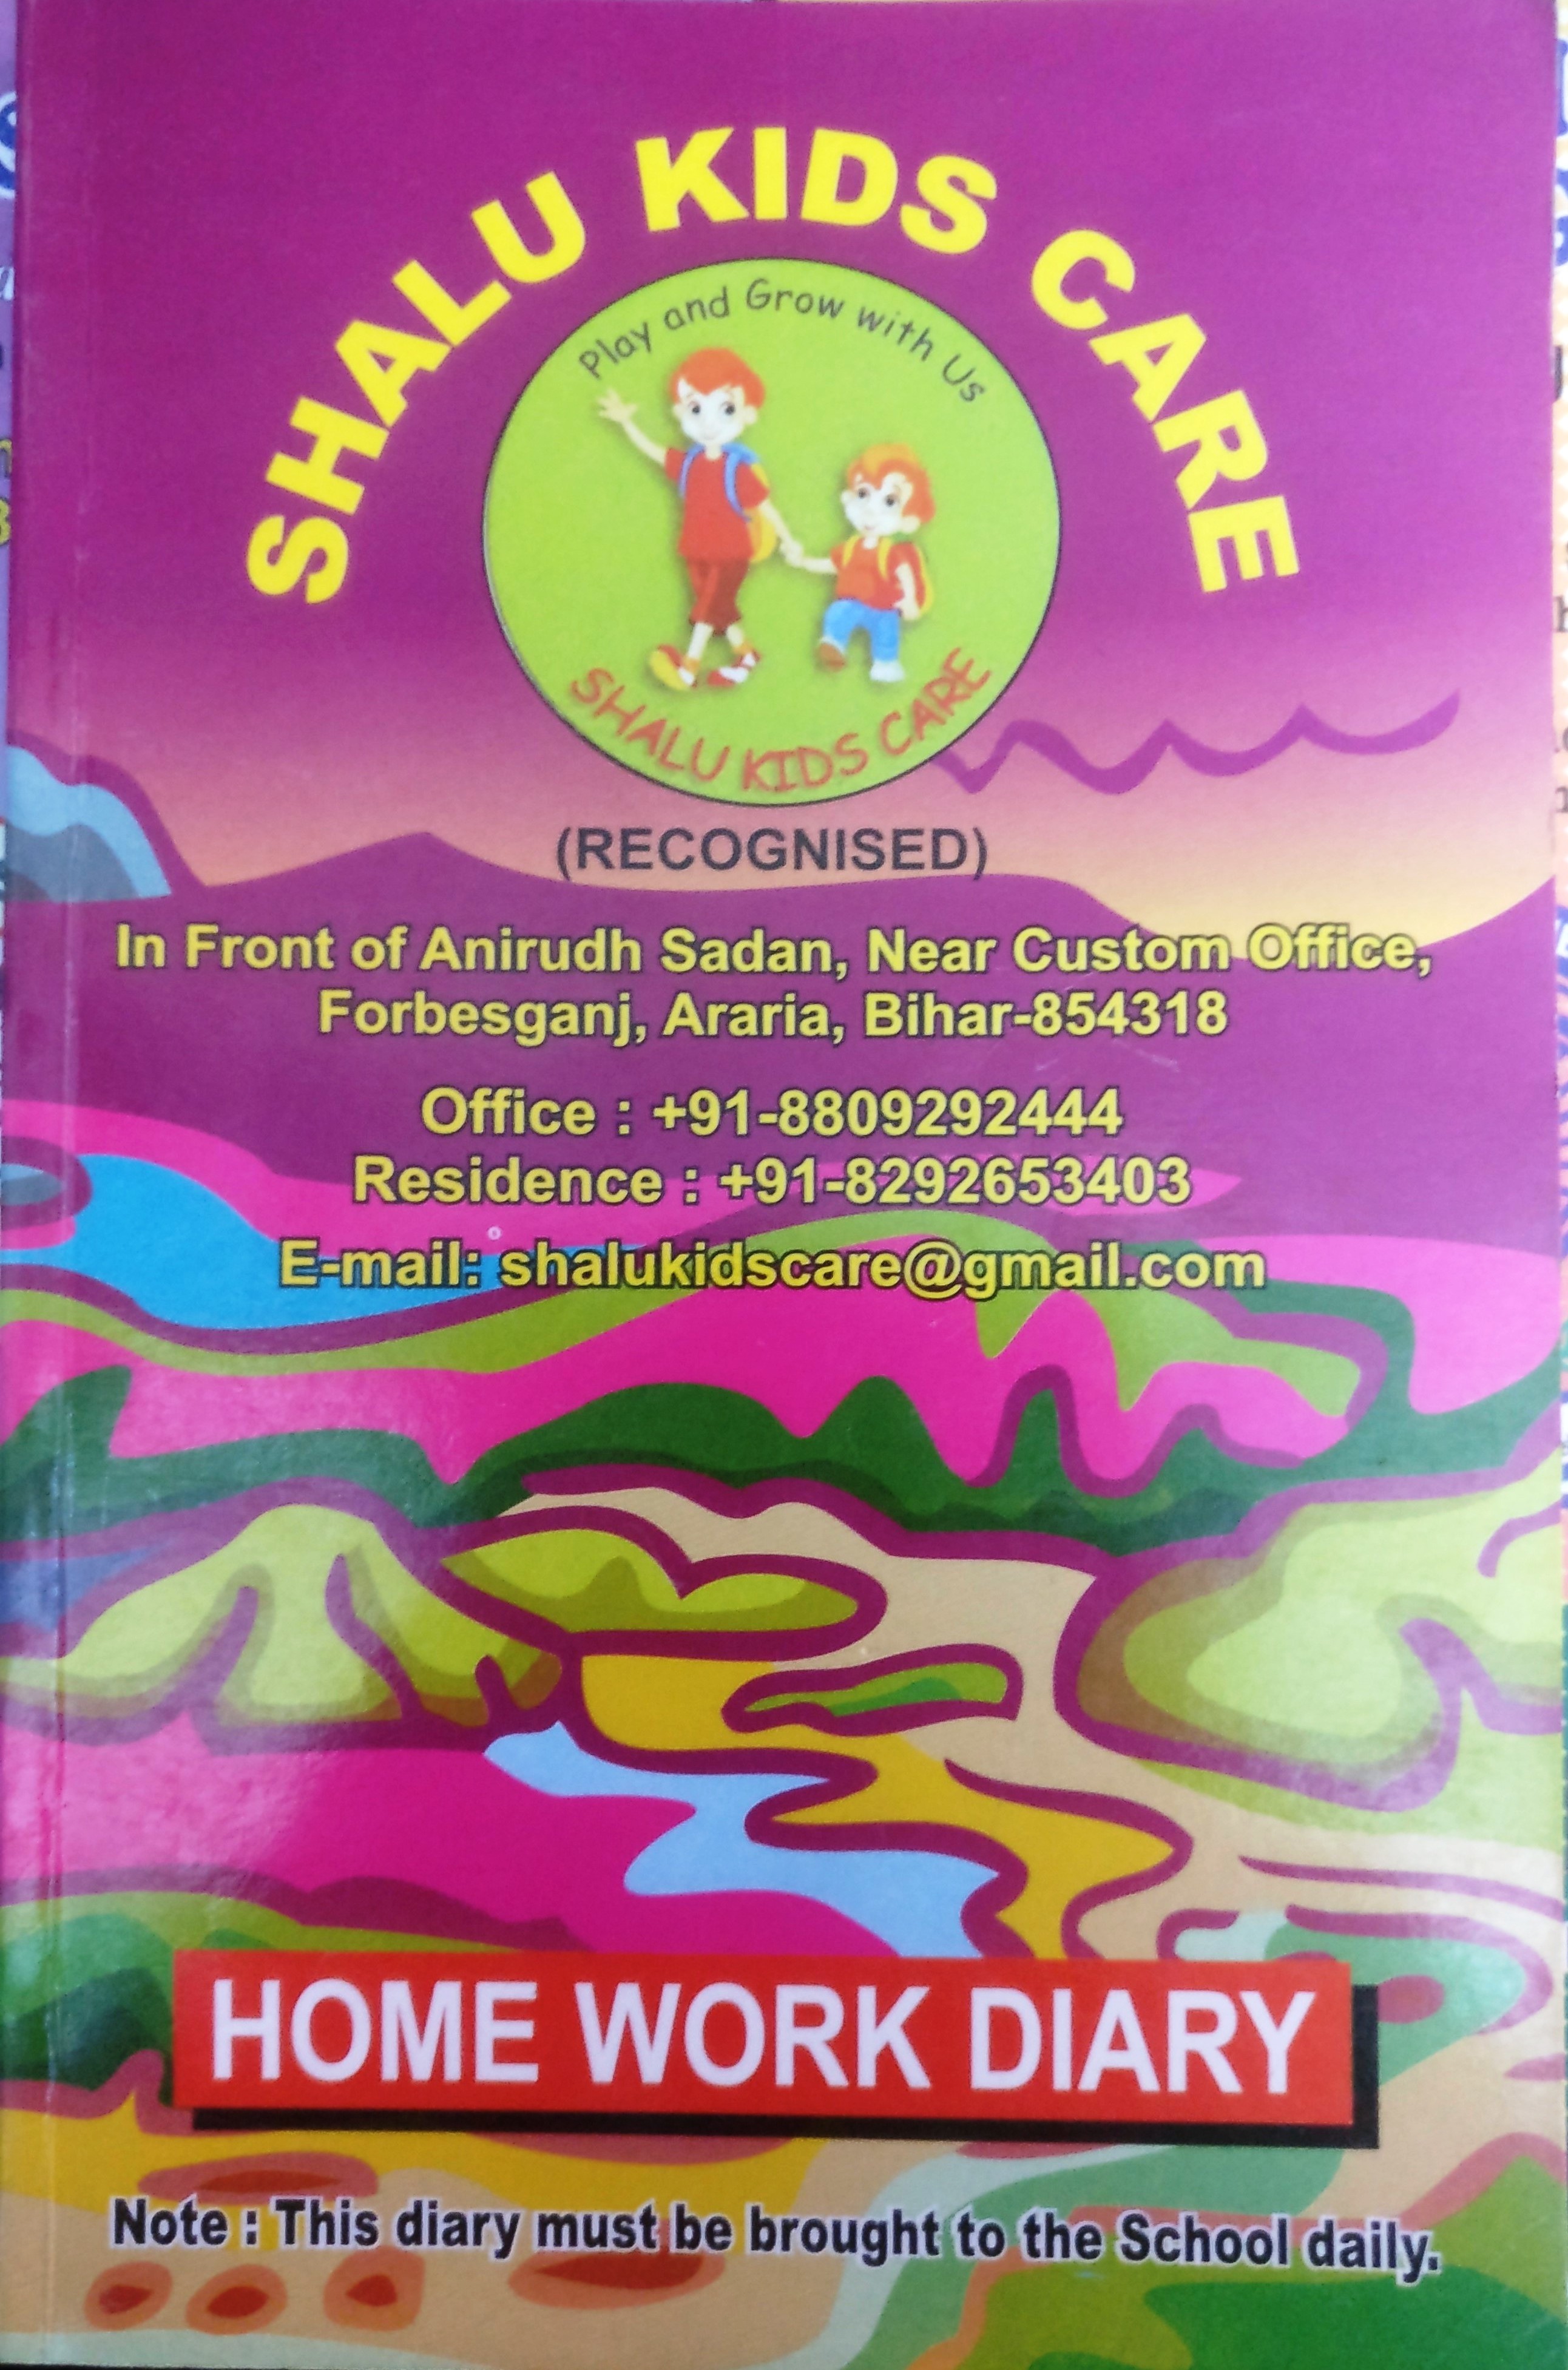 SHALU KIDS CARE
Play and Grow with Us
SHALU KIDS CARE
(RECOGNISED)
In Front of Anirudh Sadan, Near Custom Office,
Forbesganj, Araria, Bihar-854318
Office : +91-8809292444
Residence : +91-8292653403
E-mail: shalukidscare@gmail.com
HOME WORK DIARY
Note : This diary must be brought to the School daily.